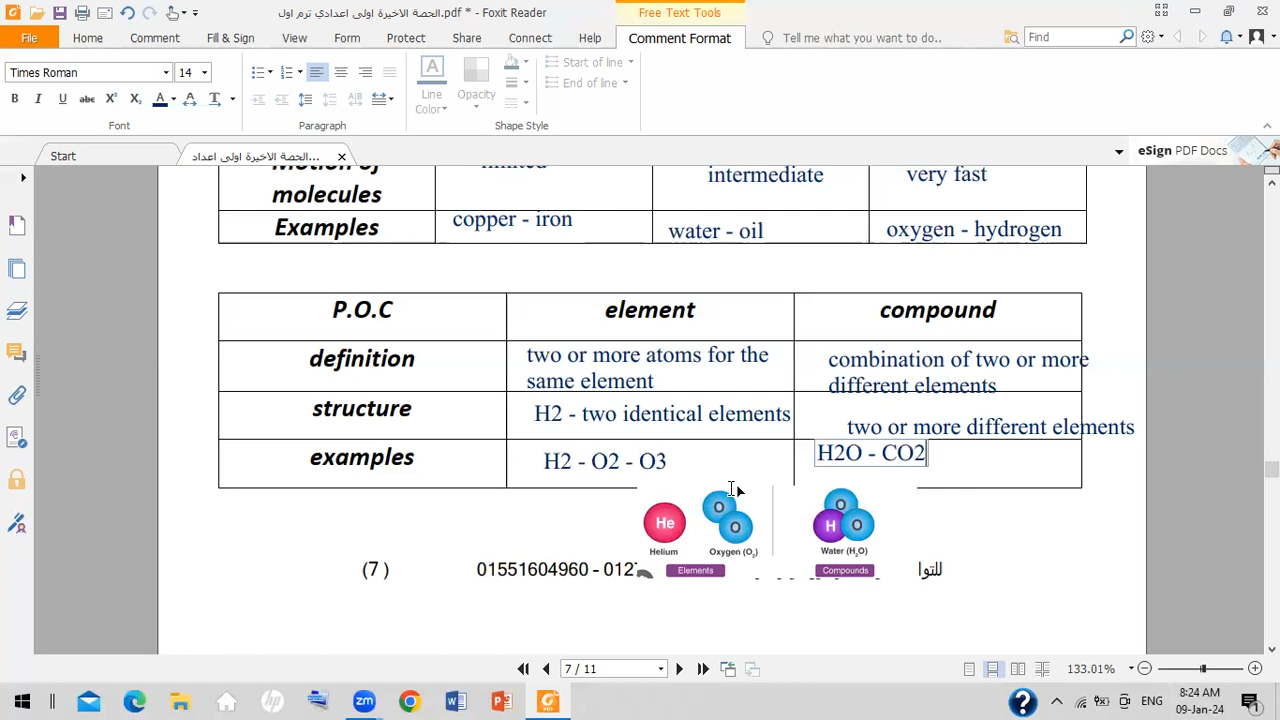 الحصة الاخيرة اولى اعدادي ترم اول.pdf * - Foxit Reader
Free Text Tools
File Home Comment Fill & Sign View Form Protect Share Connect Help Comment Format Tell me what you want to do.. Find
Times Roman 14
Line Color Opacity
Start of line
End of line
Font Paragraph Shape Style
Start
الحصة الاخيرة اولى اعداد...
eSign PDF Docs
Motion of molecules limited intermediate very fast
Examples copper - iron water - oil oxygen - hydrogen
P.O.C element compound
definition
two or more atoms for the
same element
combination of two or more
different elements
structure H2 - two identical elements two or more different elements
examples H2 - O2 - O3 H2O - CO2
He O O
O H O
Helium Oxygen (O2) Water (H2O)
Elements Compounds
(7 ) 01551604960 - 0127
للتوا
7 / 11
133.01%
ENG
8:24 AM
09-Jan-24